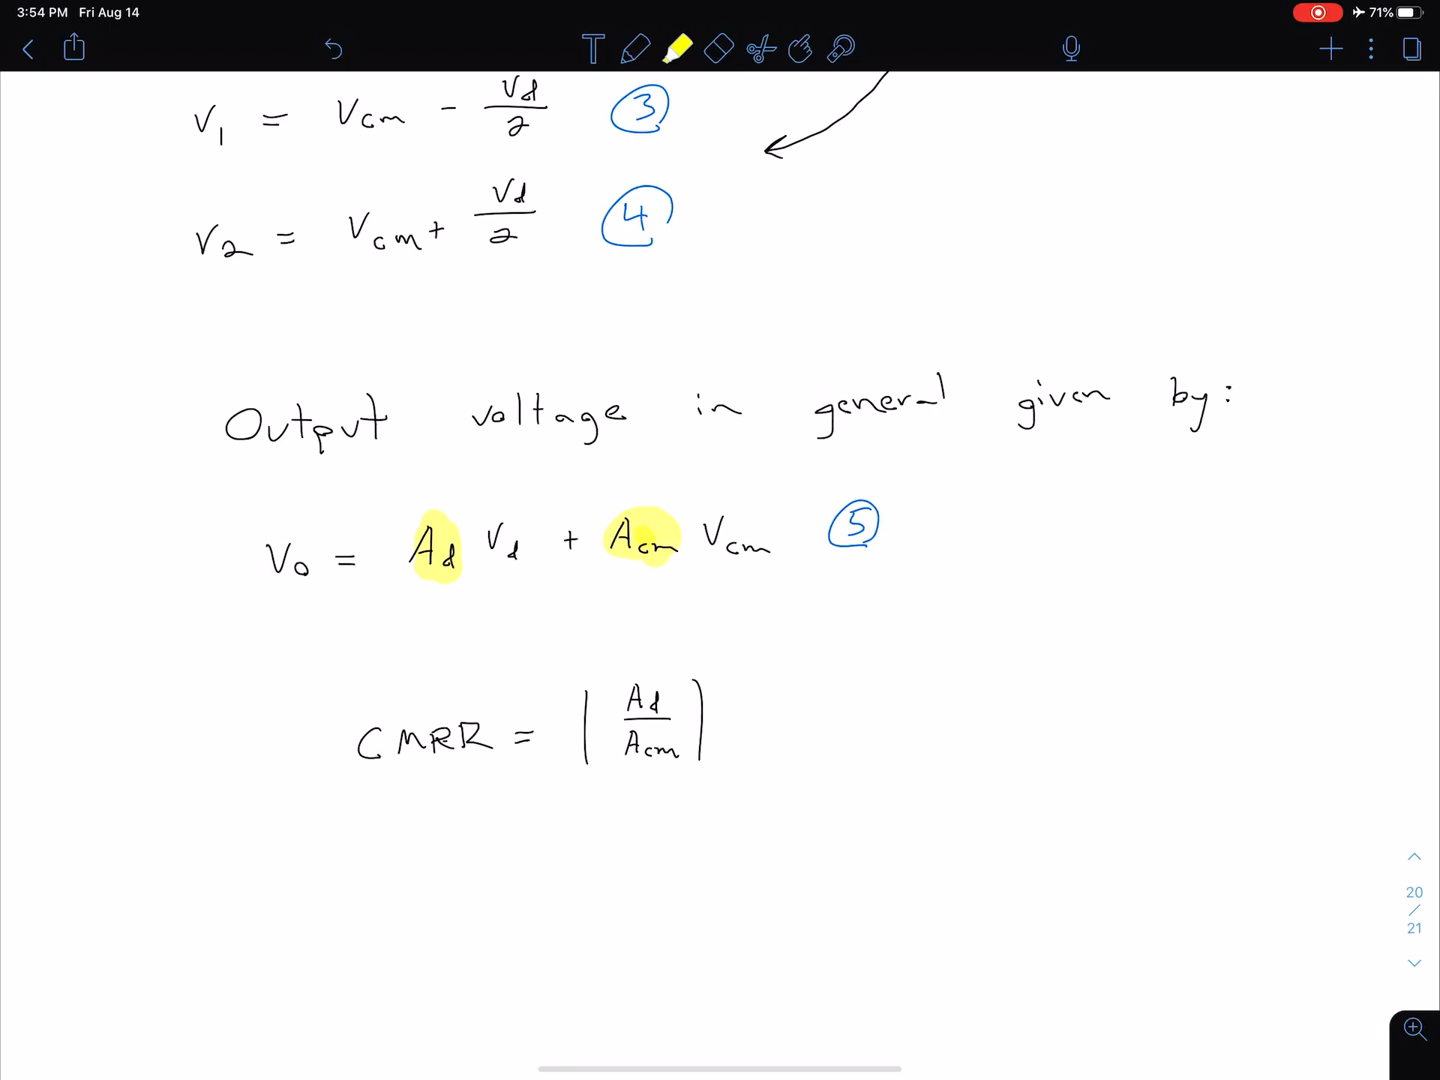 3:54 PM Fri Aug 14
71%
V1 = Vcm - Vd/2 3
V2 = Vcm + Vd/2 4
Output voltage in general given by:
Vo = Ad Vd + Acm Vcm 5
CMRR = | Ad/Acm |
20
/
21